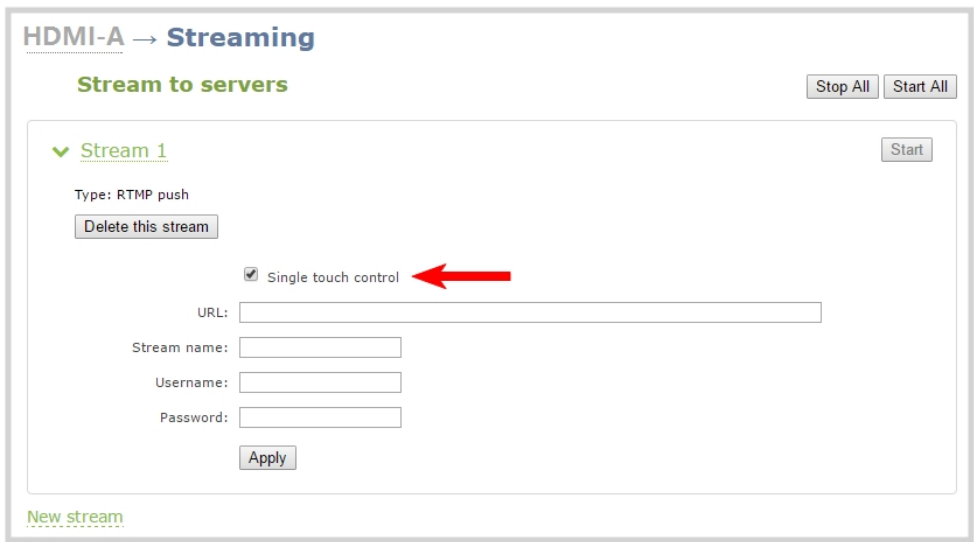 HDMI-A → Streaming
Stream to servers
Stop All Start All
Stream 1
Start
Type: RTMP push
Delete this stream
Single touch control
URL:
Stream name:
Username:
Password:
Apply
New stream